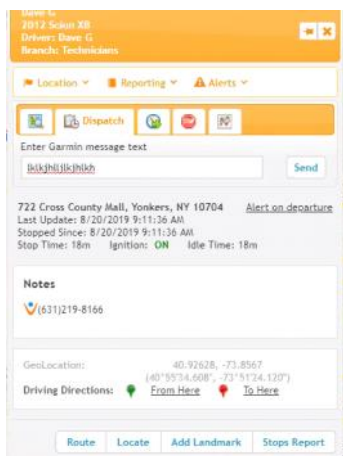 Dave G
2012 Scion XB
Driver: Dave G
Branch: Technicians
Location
Reporting
Alerts
Dispatch
Enter Garmin message text
Send
722 Cross County Mall, Yonkers, NY 10704 Alert on departure
Last Update: 8/20/2019 9:11:36 AM
Stopped Since: 8/20/2019 9:11:36 AM
Stop Time: 18m Ignition: ON Idle Time: 18m
Notes
(631)219-8166
GeoLocation: 40.92628, -73.8567
(40°55'34.608", -73°51'24.120")
Driving Directions: From Here To Here
Route Locate Add Landmark Stops Report